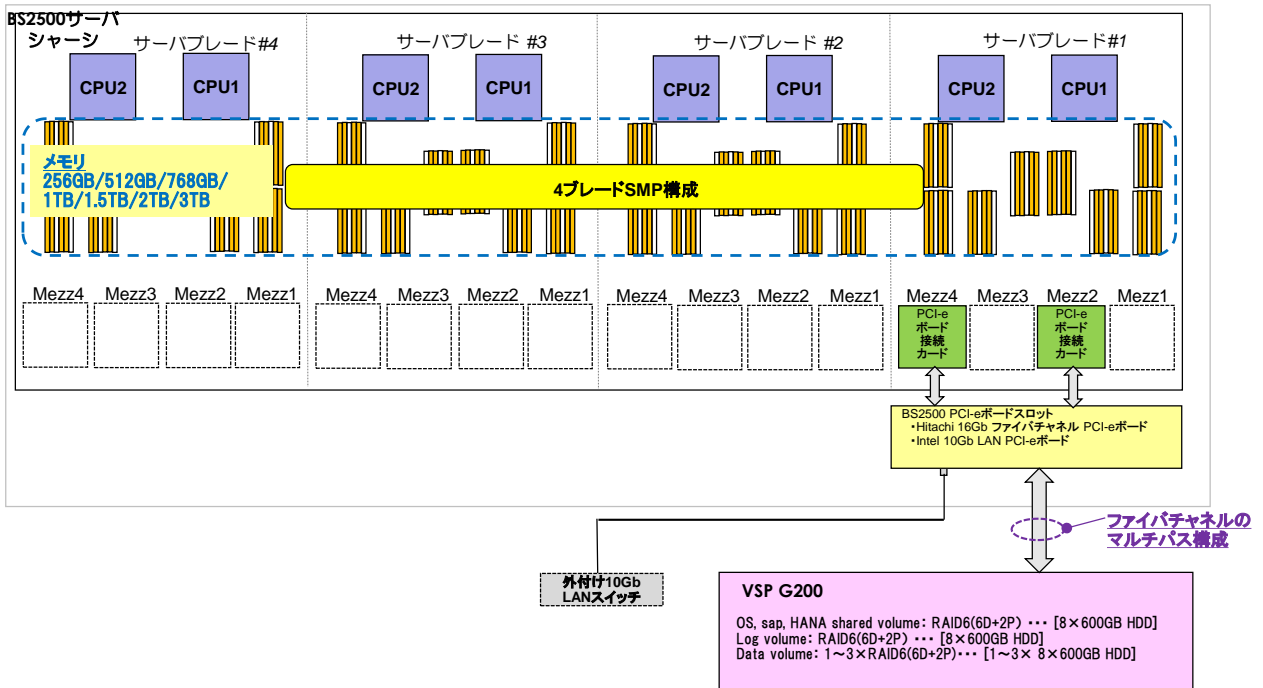 BS2500サーバ
シャーシ
サーバブレード#4
サーバブレード #3
サーバブレード #2
サーバブレード#1
CPU2
CPU1
CPU2
CPU1
CPU2
CPU1
CPU2
CPU1
メモリ
256GB/512GB/768GB/
1TB/1.5TB/2TB/3TB
4ブレードSMP構成
Mezz4
Mezz3
Mezz2
Mezz1
Mezz4
Mezz3
Mezz2
Mezz1
Mezz4
Mezz3
Mezz2
Mezz1
Mezz4
Mezz3
Mezz2
Mezz1
PCI-e
ボード
接続
カード
PCI-e
ボード
接続
カード
BS2500 PCI-eボードスロット
・Hitachi 16Gb ファイバチャネル PCI-eボード
・Intel 10Gb LAN PCI-eボード
ファイバチャネルの
マルチパス構成
外付け10Gb
LANスイッチ
VSP G200
OS, sap, HANA shared volume: RAID6(6D+2P) ・・・ [8×600GB HDD]
Log volume: RAID6(6D+2P) ・・・ [8×600GB HDD]
Data volume: 1～3×RAID6(6D+2P)・・・ [1～3× 8×600GB HDD]